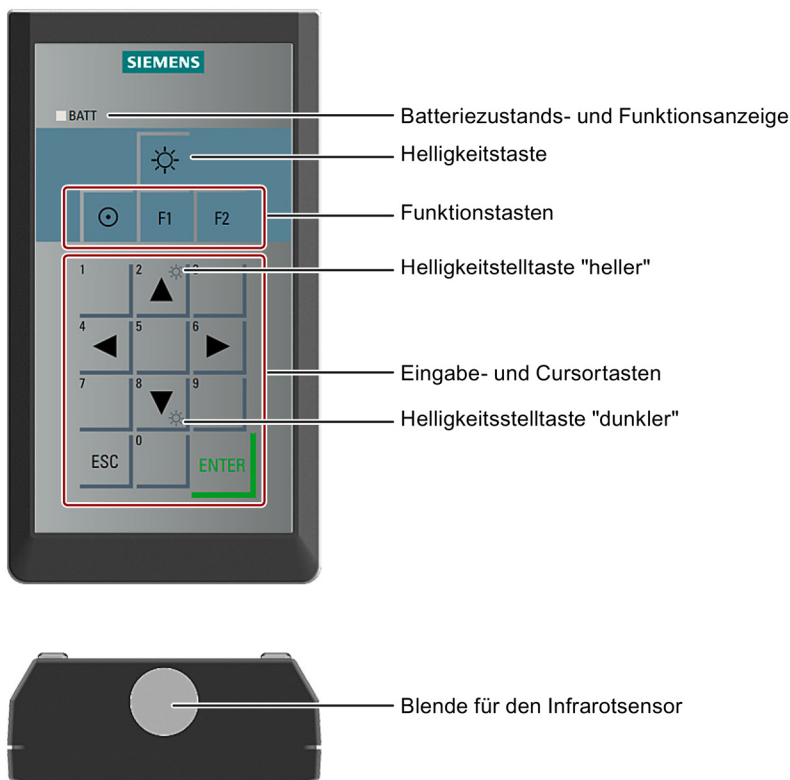 SIEMENS
BATT
Batteriezustands- und Funktionsanzeige
Helligkeitstaste
F1 F2
Funktionstasten
1 2 3
Helligkeitstelltaste "heller"
4 5 6
Eingabe- und Cursortasten
7 8 9
Helligkeitsstelltaste "dunkler"
0
ESC ENTER
Blende für den Infrarotsensor